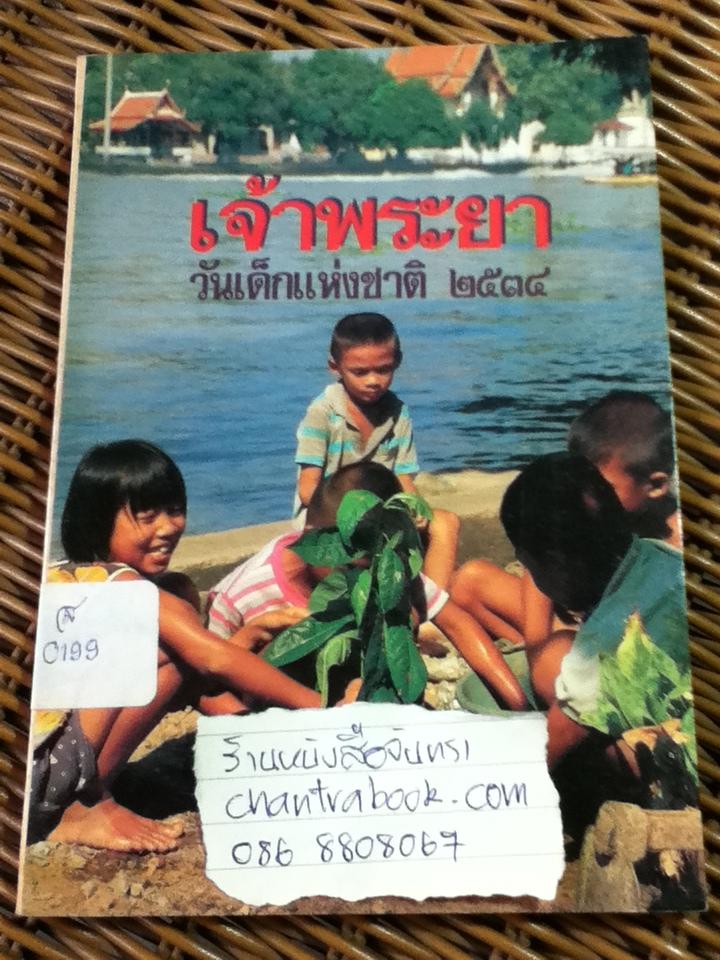 เจ้าพระยา
วันเด็กแห่งชาติ ๒๕๓๔
ส
0199
ร้านหนังสือจันทรา
chantrabook.com
086 8808067